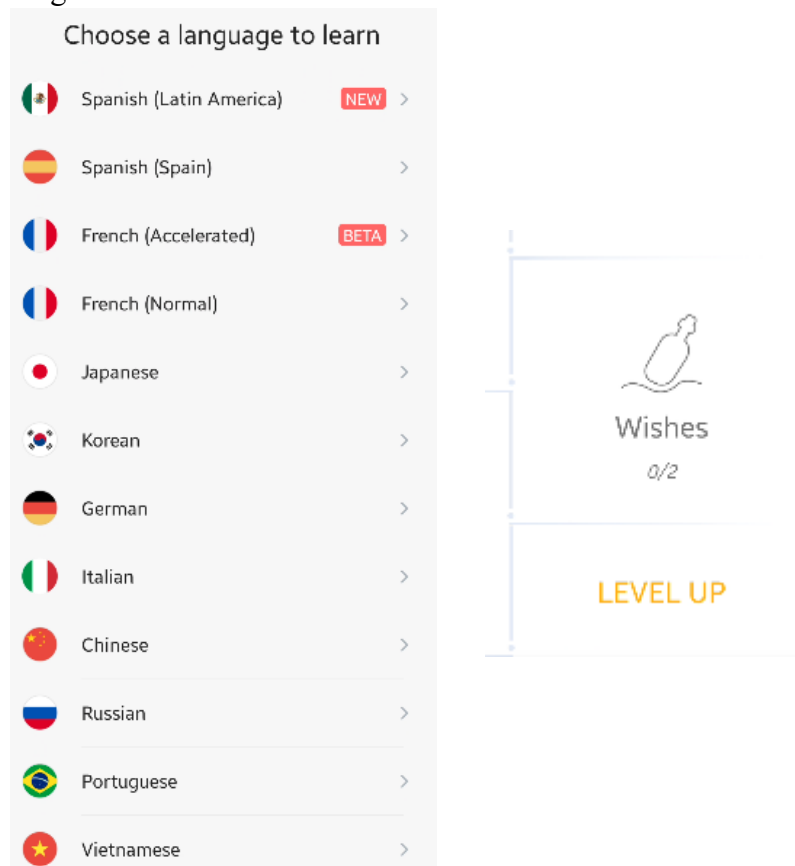 Choose a language to learn
Spanish (Latin America) NEW
Spanish (Spain)
French (Accelerated) BETA
French (Normal)
Japanese
Korean
German
Italian
Chinese
Russian
Portuguese
Vietnamese
Wishes
0/2
LEVEL UP